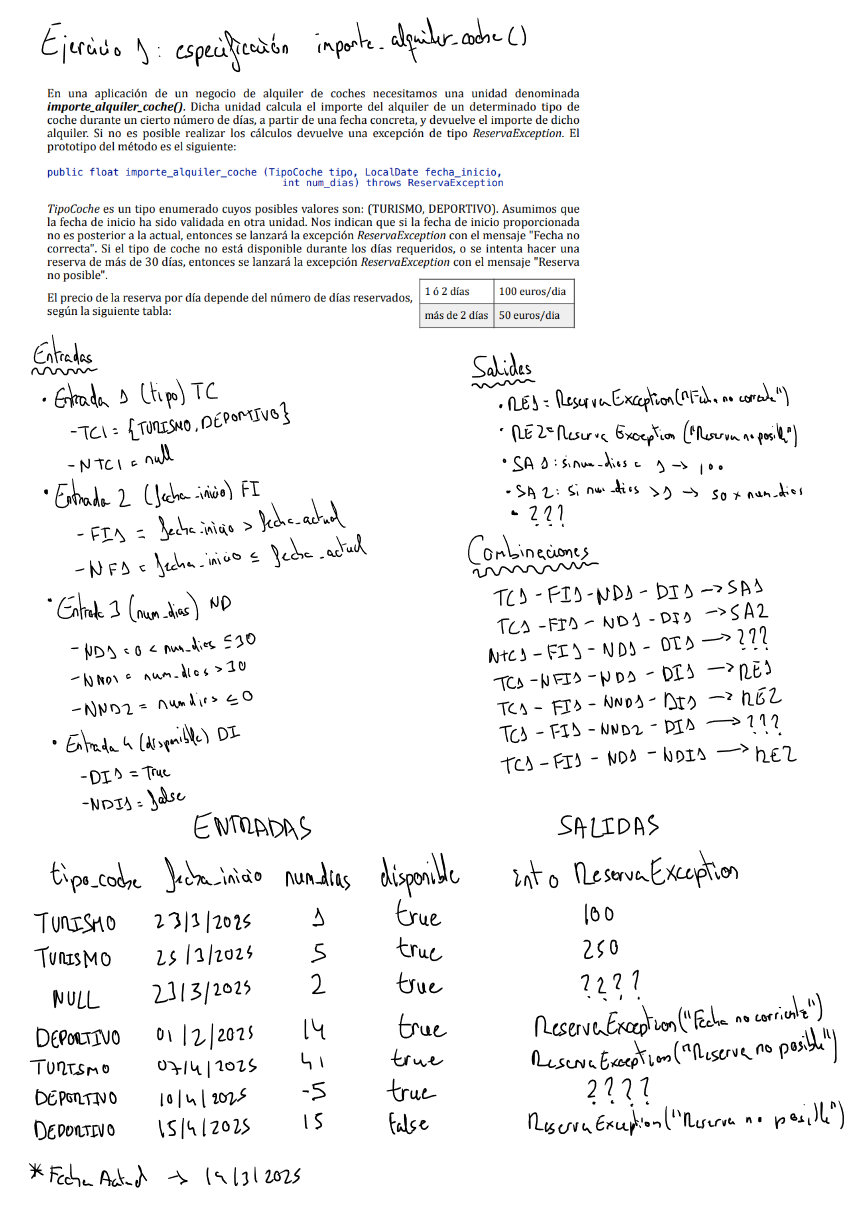 Ejercicio 1: especificación importe_alquiler_coche()
En una aplicación de un negocio de alquiler de coches necesitamos una unidad denominada
importe_alquiler_coche(). Dicha unidad calcula el importe del alquiler de un determinado tipo de
coche durante un cierto número de días, a partir de una fecha concreta, y devuelve el importe de dicho
alquiler. Si no es posible realizar los cálculos devuelve una excepción de tipo ReservaException. El
prototipo del método es el siguiente:
public float importe_alquiler_coche (TipoCoche tipo, LocalDate fecha_inicio,
int num_dias) throws ReservaException
TipoCoche es un tipo enumerado cuyos posibles valores son: (TURISMO, DEPORTIVO). Asumimos que
la fecha de inicio ha sido validada en otra unidad. Nos indican que si la fecha de inicio proporcionada
no es posterior a la actual, entonces se lanzará la excepción ReservaException con el mensaje "Fecha no
correcta". Si el tipo de coche no está disponible durante los días requeridos, o se intenta hacer una
reserva de más de 30 días, entonces se lanzará la excepción ReservaException con el mensaje "Reserva
no posible".
El precio de la reserva por día depende del número de días reservados,
según la siguiente tabla:
1 ó 2 días 100 euros/dia
más de 2 días 50 euros/dia
Entradas
• Entrada 1 (tipo) TC
- TC1 = {TURISMO, DEPORTIVO}
- NTC1 = null
• Entrada 2 (fecha_inicio) FI
- FI1 = fecha_inicio > fecha_actual
- NF1 = fecha_inicio ≤ fecha_actual
• Entrada 3 (num_dias) ND
- ND1 = 0 < num_dias ≤ 30
- NND1 = num_dias > 30
- NND2 = num dias ≤ 0
• Entrada 4 (disponible) DI
- DI1 = True
- NDI1 = false
Salidas
• RE1 = ReservaException("Fecha no correcta")
• RE2 = Reserva Exception ("Reserva no posible")
• SA1: si num_dias = 1 → 100
• SA2: Si num_dias > 1 → 50 x num_dias
• ???
Combinaciones
TC1 - FI1 - ND1 - DI1 → SA1
TC1 - FI1 - ND1 - DI1 → SA2
NTC1 - FI1 - ND1 - DI1 → ???
TC1 - NFI1 - ND1 - DI1 → RE1
TC1 - FI1 - NND1 - DI1 → RE2
TC1 - FI1 - NND2 - DI1 → ???
TC1 - FI1 - ND1 - NDI1 → RE2
ENTRADAS SALIDAS
tipo_coche fecha_inicio num_dias disponible int o ReservaException
TURISMO 23/3/2025 1 true 100
TURISMO 25/3/2025 5 true 250
NULL 23/3/2025 2 true ????
DEPORTIVO 01/2/2025 14 true ReservaException("Fecha no corriente")
TURISMO 07/4/2025 41 true ReservaException("Reserva no posible")
DEPORTIVO 10/4/2025 -5 true ????
DEPORTIVO 15/4/2025 15 false ReservaException("Reserva no posible")
* Fecha Actual → 19/3/2025